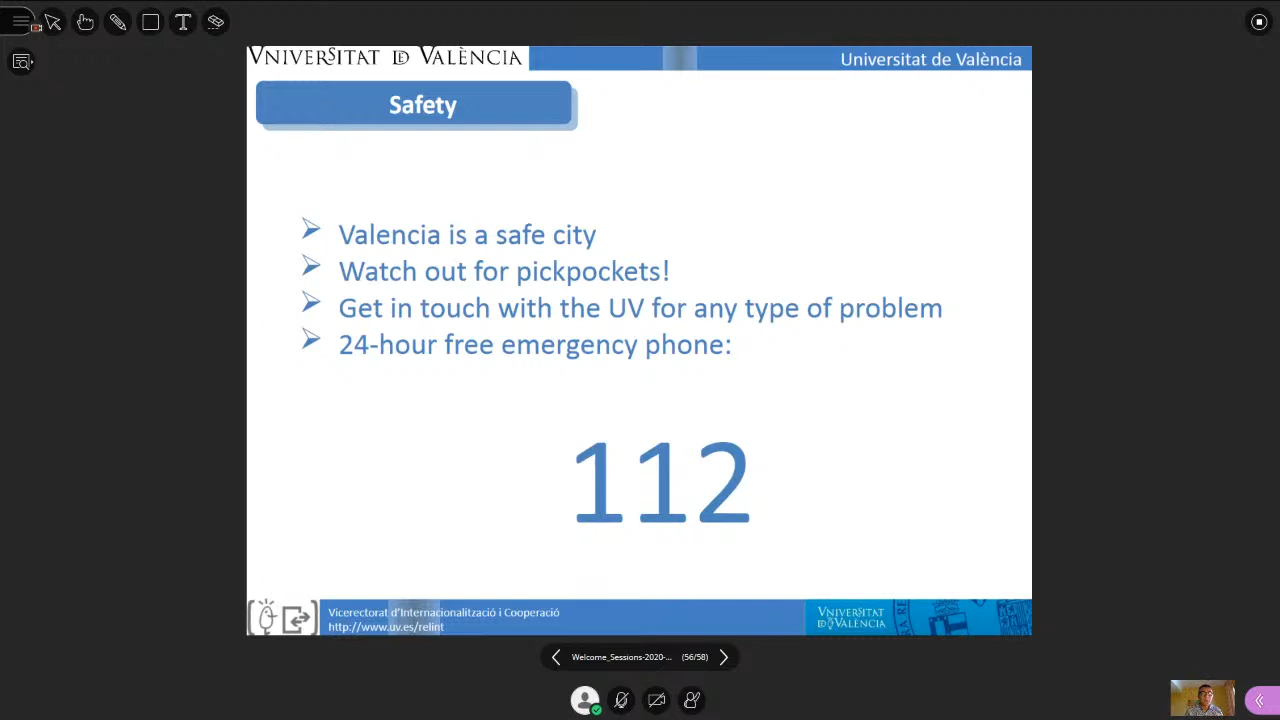 VNIVERSITAT DE VALÈNCIA
Universitat de València
Safety
Valencia is a safe city
Watch out for pickpockets!
Get in touch with the UV for any type of problem
24-hour free emergency phone:
112
Vicerectorat d'Internacionalització i Cooperació
http://www.uv.es/relint
VNIVERSITAT
DE VALÈNCIA
Welcome_Sessions-2020-... (56/58)